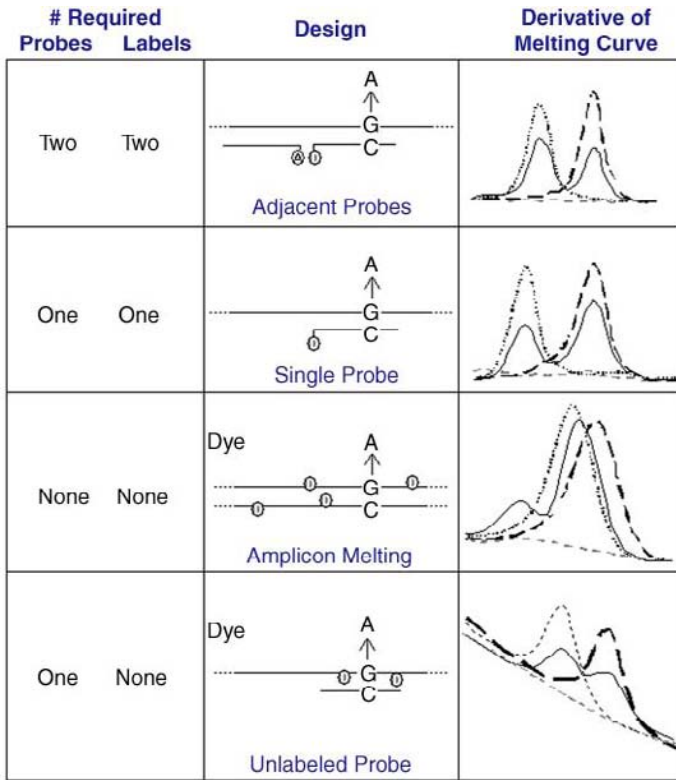 # Required
Probes Labels
Design
Derivative of
Melting Curve
Two Two
A
G
C
A
Adjacent Probes
One One
A
G
C
Single Probe
None None
Dye
A
G
C
Amplicon Melting
One None
Dye
A
G
C
Unlabeled Probe